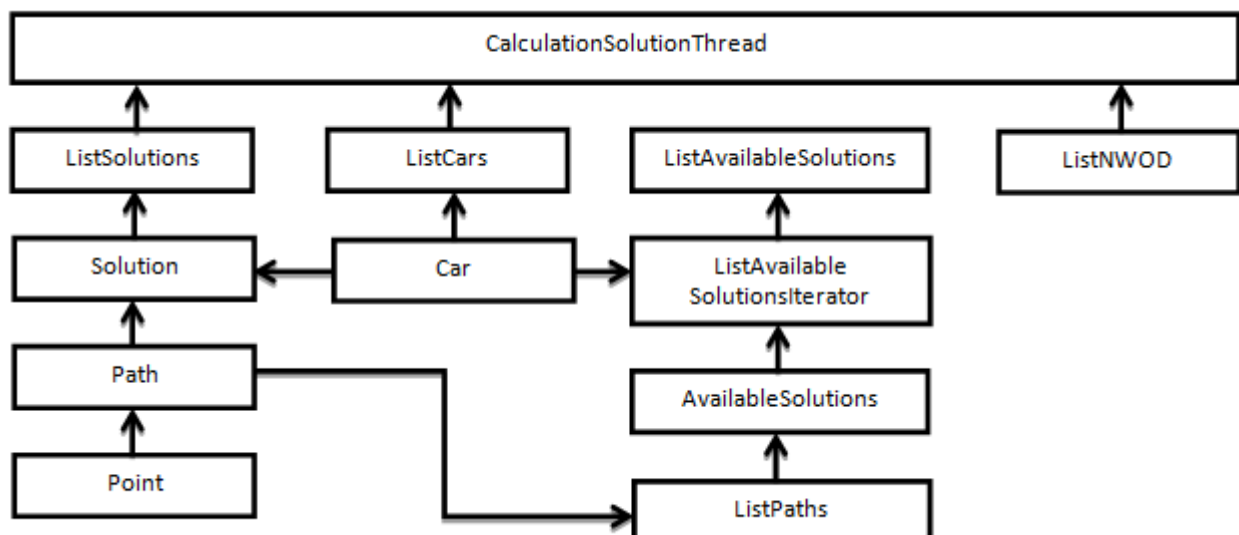 CalculationSolutionThread
ListSolutions
ListCars
ListAvailableSolutions
ListNWOD
Solution
Car
ListAvailable
SolutionsIterator
Path
AvailableSolutions
Point
ListPaths